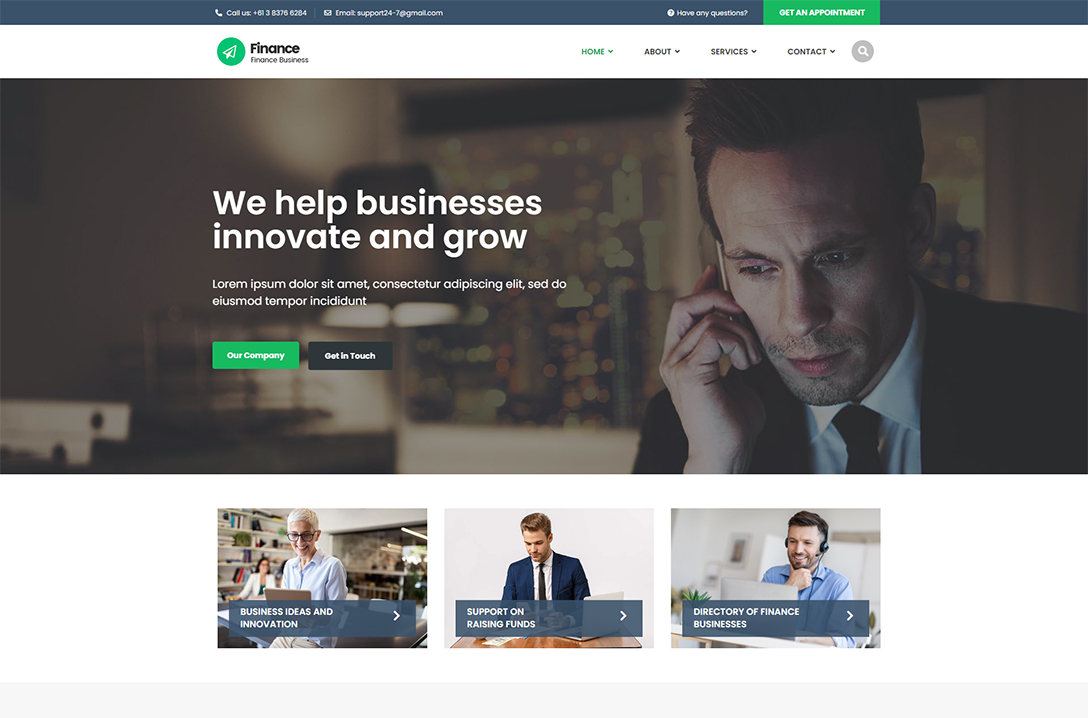 Call us: +61 3 8376 6284
Email: support24-7@gmail.com
Have any questions?
GET AN APPOINTMENT
Finance
Finance Business
HOME
ABOUT
SERVICES
CONTACT
We help businesses
innovate and grow
Lorem ipsum dolor sit amet, consectetur adipiscing elit, sed do
eiusmod tempor incididunt
Our Company
Get in Touch
BUSINESS IDEAS AND
INNOVATION
SUPPORT ON
RAISING FUNDS
DIRECTORY OF FINANCE
BUSINESSES